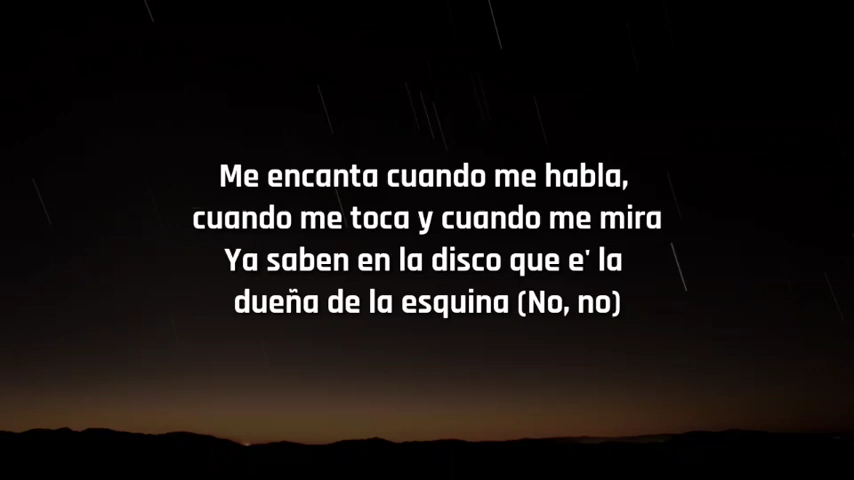 Me encanta cuando me habla,
cuando me toca y cuando me mira
Ya saben en la disco que e' la
dueña de la esquina (No, no)